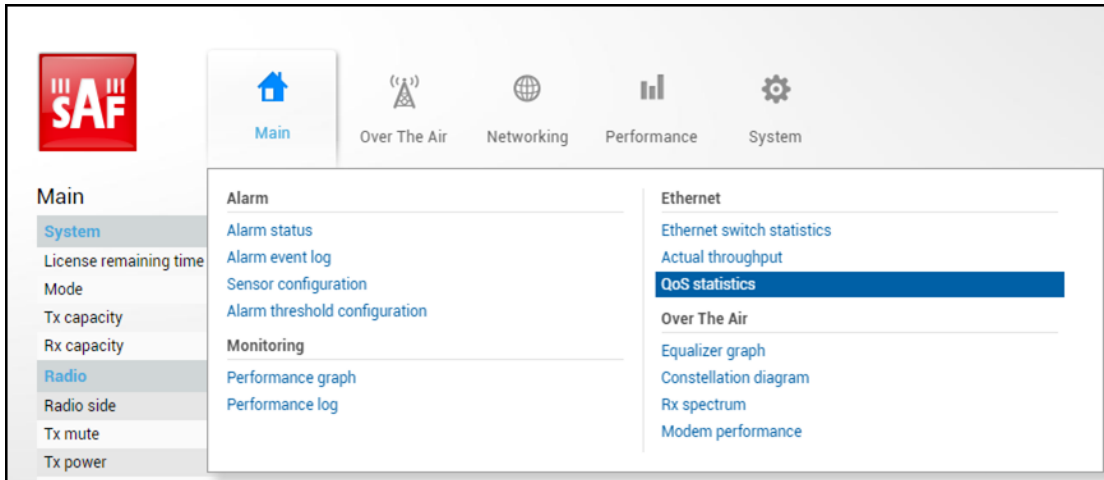 SAF
Main
Over The Air
Networking
Performance
System
Main
System
License remaining time
Mode
Tx capacity
Rx capacity
Radio
Radio side
Tx mute
Tx power
Alarm
Alarm status
Alarm event log
Sensor configuration
Alarm threshold configuration
Monitoring
Performance graph
Performance log
Ethernet
Ethernet switch statistics
Actual throughput
QoS statistics
Over The Air
Equalizer graph
Constellation diagram
Rx spectrum
Modem performance